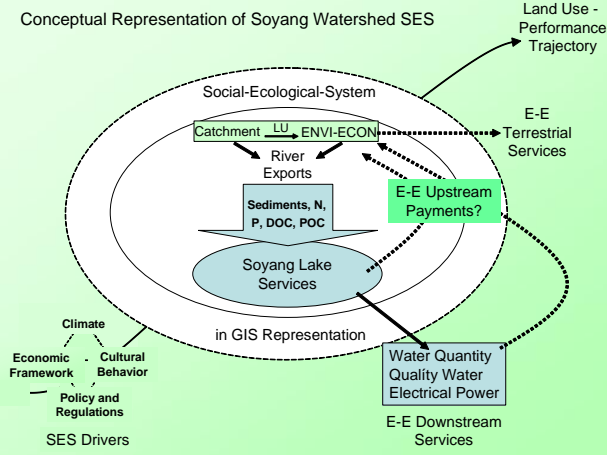 Conceptual Representation of Soyang Watershed SES
Land Use -
Performance
Trajectory
Social-Ecological-System
Catchment LU ENVI-ECON
E-E
Terrestrial
Services
River
Exports
E-E Upstream
Payments?
Sediments, N,
P, DOC, POC
Soyang Lake
Services
in GIS Representation
Climate
Economic
Framework
-
Cultural
Behavior
Policy and
Regulations
SES Drivers
Water Quantity
Quality Water
Electrical Power
E-E Downstream
Services